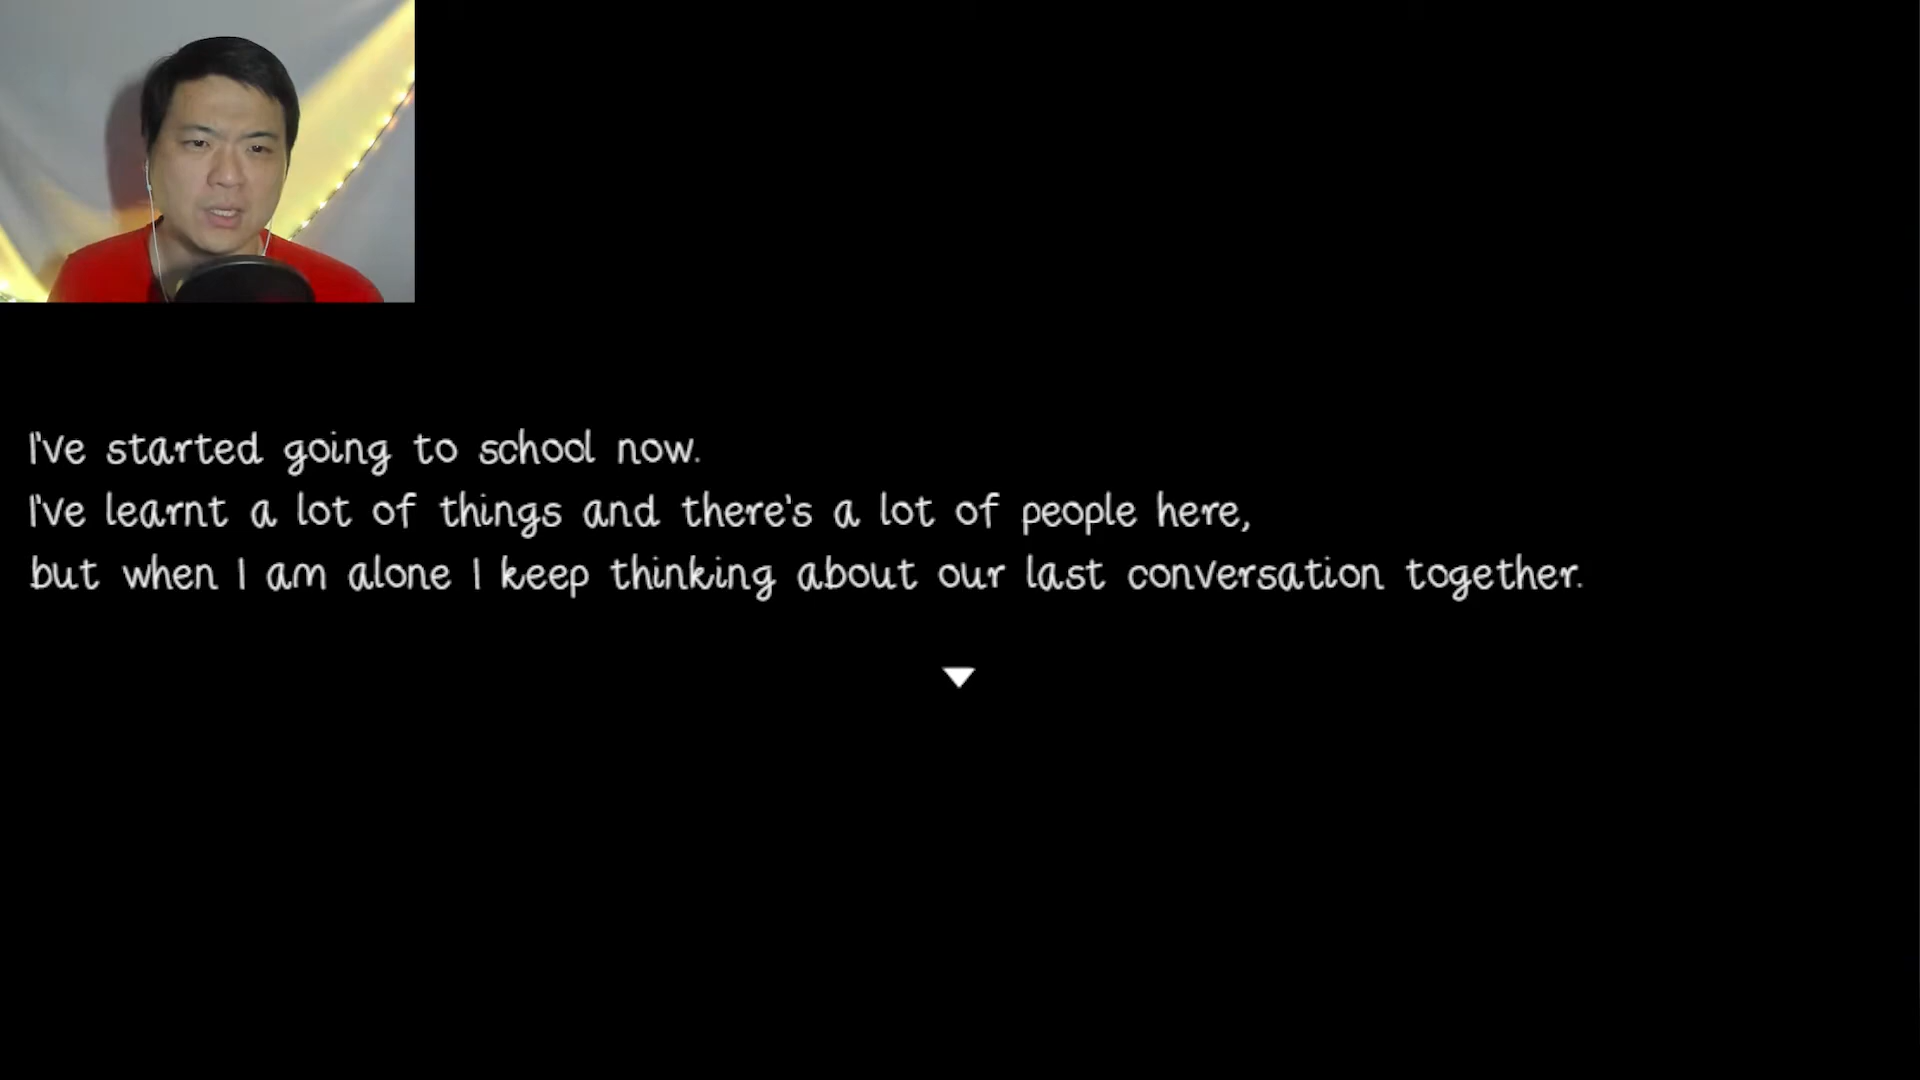 I've started going to school now.
I've learnt a lot of things and there's a lot of people here,
but when I am alone I keep thinking about our last conversation together.